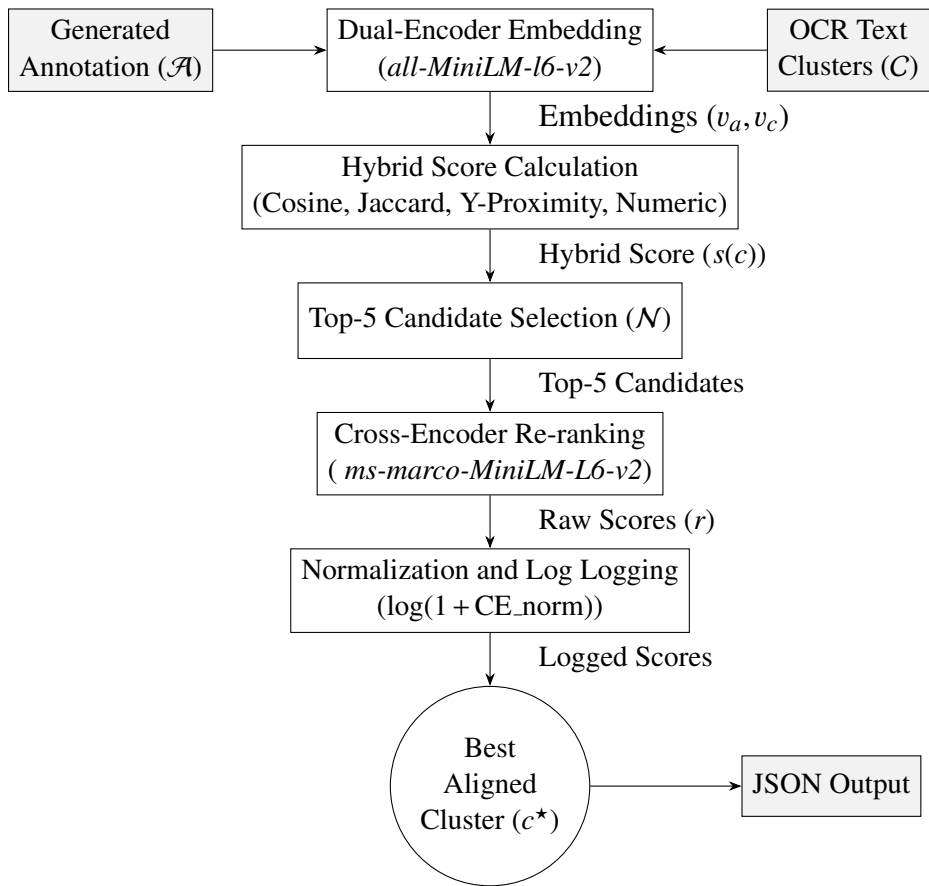 Generated
Annotation (𝒜)
Dual-Encoder Embedding
(all-MiniLM-l6-v2)
OCR Text
Clusters (𝒞)
Embeddings (v_a, v_c)
Hybrid Score Calculation
(Cosine, Jaccard, Y-Proximity, Numeric)
Hybrid Score (s(c))
Top-5 Candidate Selection (𝒩)
Top-5 Candidates
Cross-Encoder Re-ranking
( ms-marco-MiniLM-L6-v2)
Raw Scores (r)
Normalization and Log Logging
(log(1 + CE_norm))
Logged Scores
Best
Aligned
Cluster (c★)
JSON Output